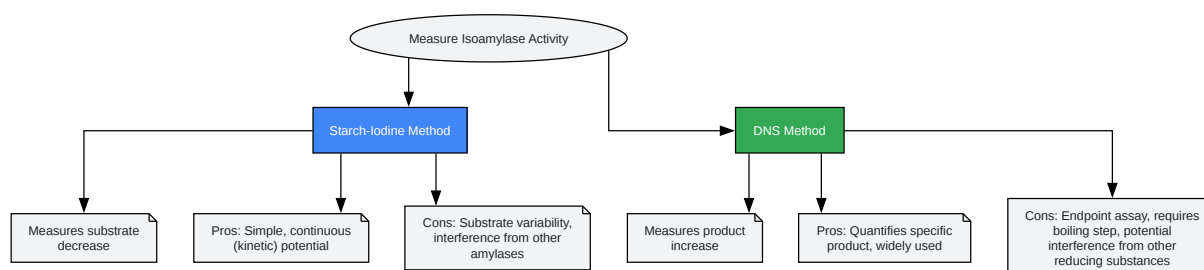 Measure Isoamylase Activity
Starch-Iodine Method
DNS Method
Measures substrate
decrease
Pros: Simple, continuous
(kinetic) potential
Cons: Substrate variability,
interference from other
amylases
Measures product
increase
Pros: Quantifies specific
product, widely used
Cons: Endpoint assay, requires
boiling step, potential
interference from other
reducing substances